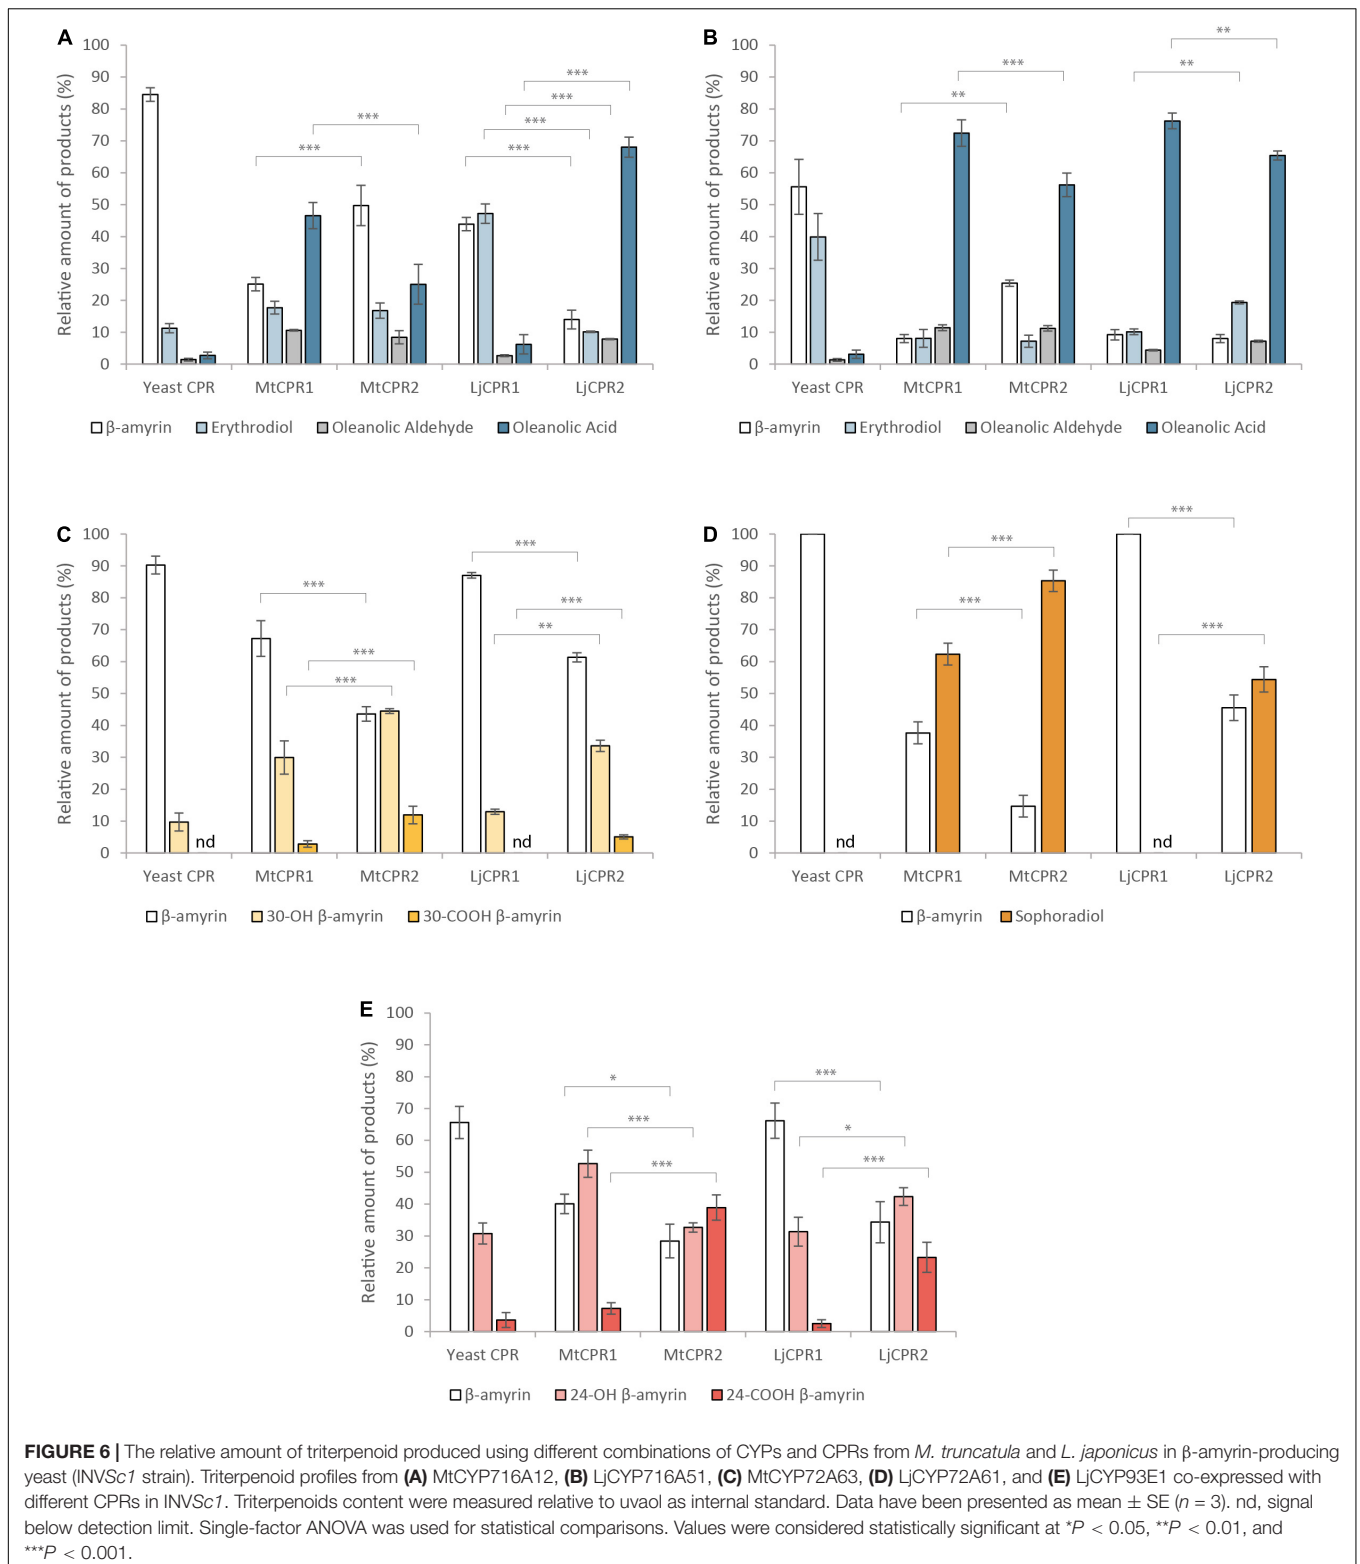 A
Relative amount of products (%)
100
90
80
70
60
50
40
30
20
10
0
***
***
***
***
***
***
Yeast CPR MtCPR1 MtCPR2 LjCPR1 LjCPR2
β-amyrin Erythrodiol Oleanolic Aldehyde Oleanolic Acid
B
Relative amount of products (%)
100
90
80
70
60
50
40
30
20
10
0
**
***
**
**
Yeast CPR MtCPR1 MtCPR2 LjCPR1 LjCPR2
β-amyrin Erythrodiol Oleanolic Aldehyde Oleanolic Acid
C
Relative amount of products (%)
100
90
80
70
60
50
40
30
20
10
0
***
***
***
***
***
**
nd
nd
Yeast CPR MtCPR1 MtCPR2 LjCPR1 LjCPR2
β-amyrin 30-OH β-amyrin 30-COOH β-amyrin
D
Relative amount of products (%)
100
90
80
70
60
50
40
30
20
10
0
***
***
***
***
nd
nd
Yeast CPR MtCPR1 MtCPR2 LjCPR1 LjCPR2
β-amyrin Sophoradiol
E
Relative amount of products (%)
100
90
80
70
60
50
40
30
20
10
0
*
***
***
***
*
***
Yeast CPR MtCPR1 MtCPR2 LjCPR1 LjCPR2
β-amyrin 24-OH β-amyrin 24-COOH β-amyrin
FIGURE 6 | The relative amount of triterpenoid produced using different combinations of CYPs and CPRs from M. truncatula and L. japonicus in β-amyrin-producing
yeast (INVSc1 strain). Triterpenoid profiles from (A) MtCYP716A12, (B) LjCYP716A51, (C) MtCYP72A63, (D) LjCYP72A61, and (E) LjCYP93E1 co-expressed with
different CPRs in INVSc1. Triterpenoids content were measured relative to uvaol as internal standard. Data have been presented as mean ± SE (n = 3). nd, signal
below detection limit. Single-factor ANOVA was used for statistical comparisons. Values were considered statistically significant at *P < 0.05, **P < 0.01, and
***P < 0.001.